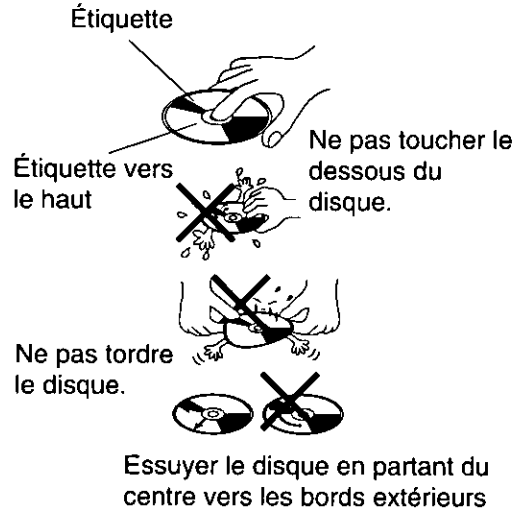 Étiquette
Étiquette vers
le haut
Ne pas toucher le
dessous du
disque.
Ne pas tordre
le disque.
Essuyer le disque en partant du
centre vers les bords extérieurs